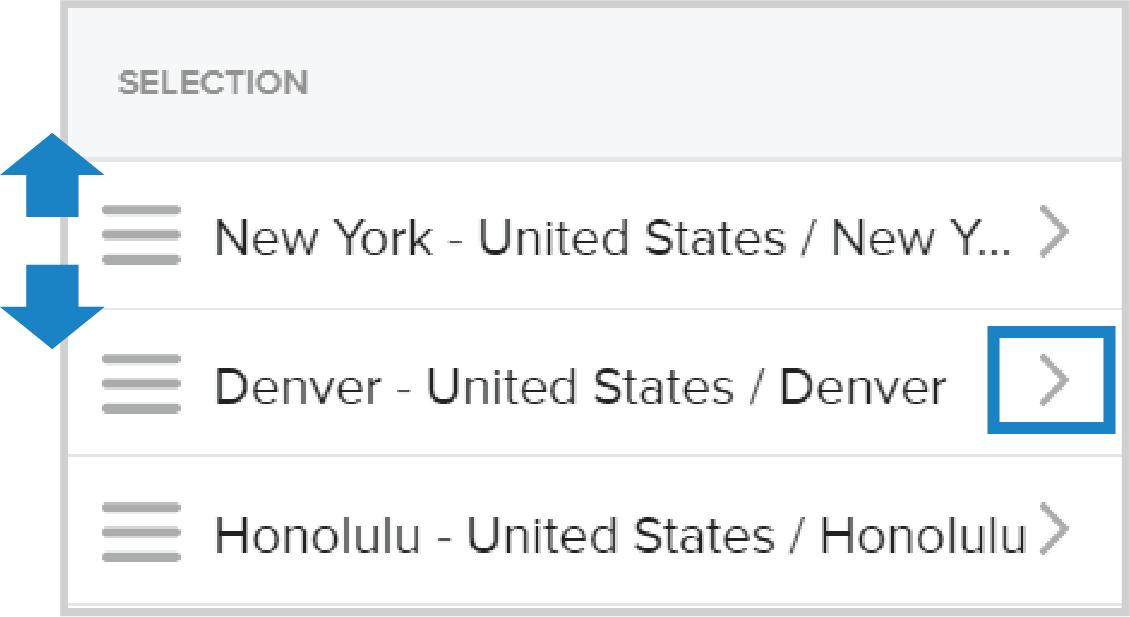 SELECTION
New York - United States / New Y...
Denver - United States / Denver
Honolulu - United States / Honolulu